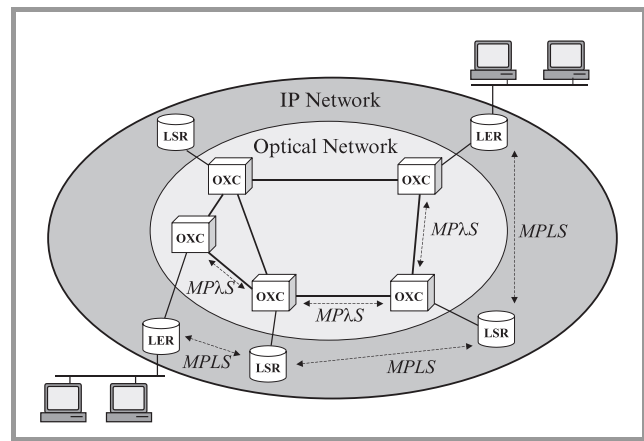 IP Network
LSR
LER
Optical Network
OXC
OXC
OXC
MPλS
MPLS
MPλS
OXC
OXC
MPλS
LER
LSR
MPLS
LSR
MPLS